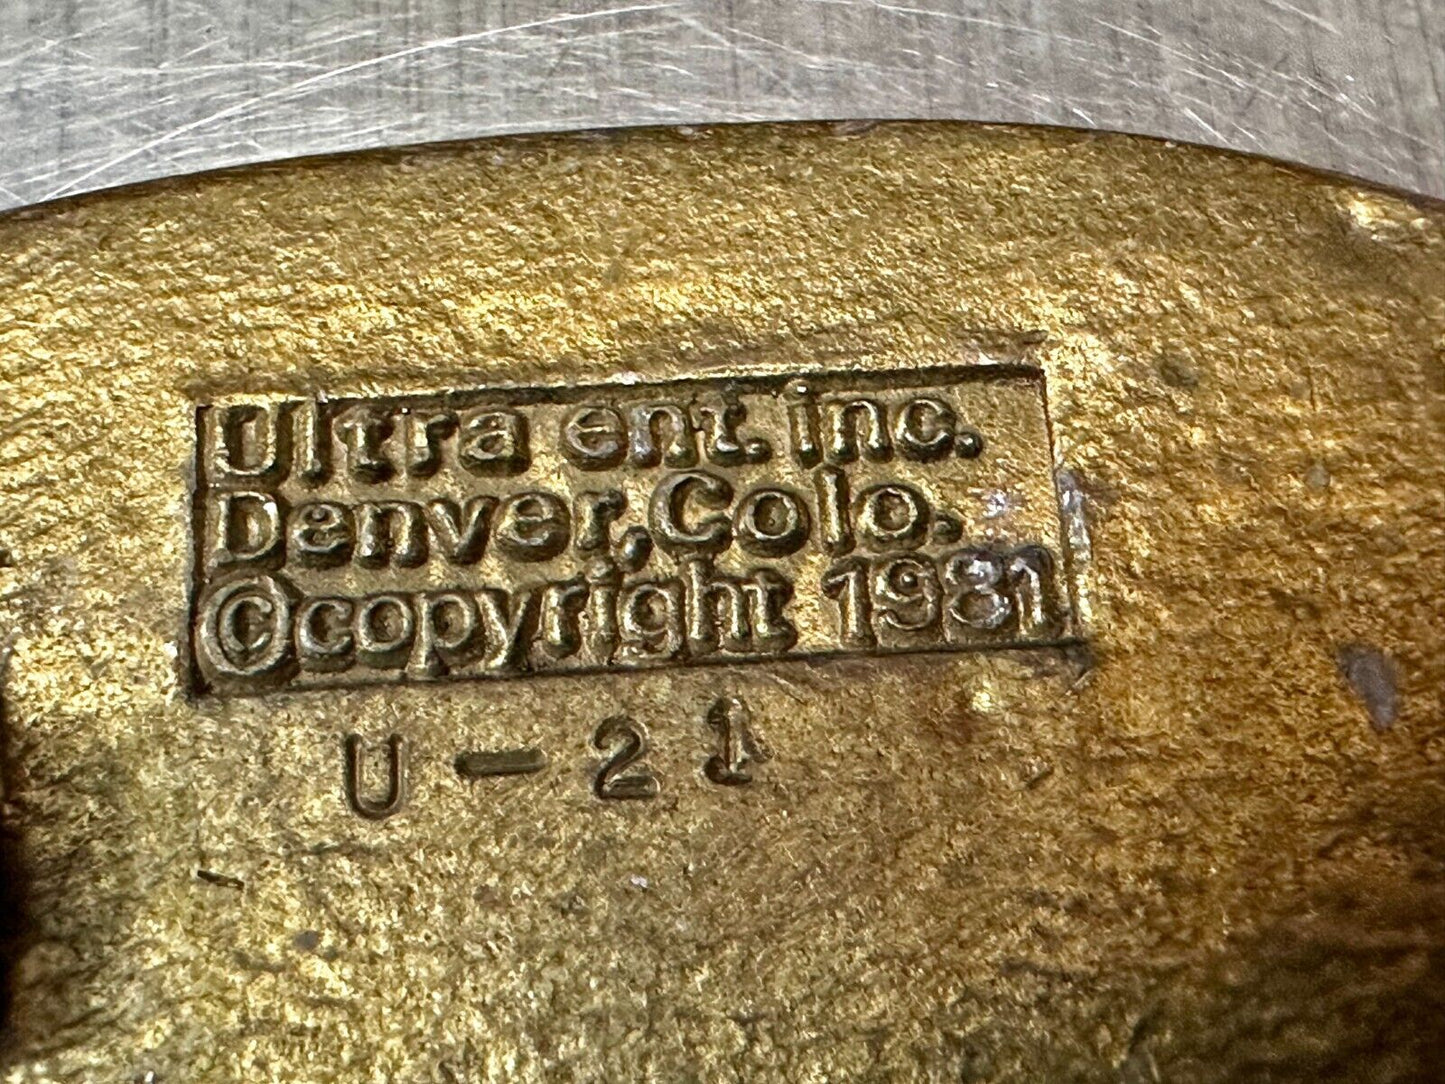 Ultra ent. inc.
Denver, Colo.
©copyright 1981
U-21